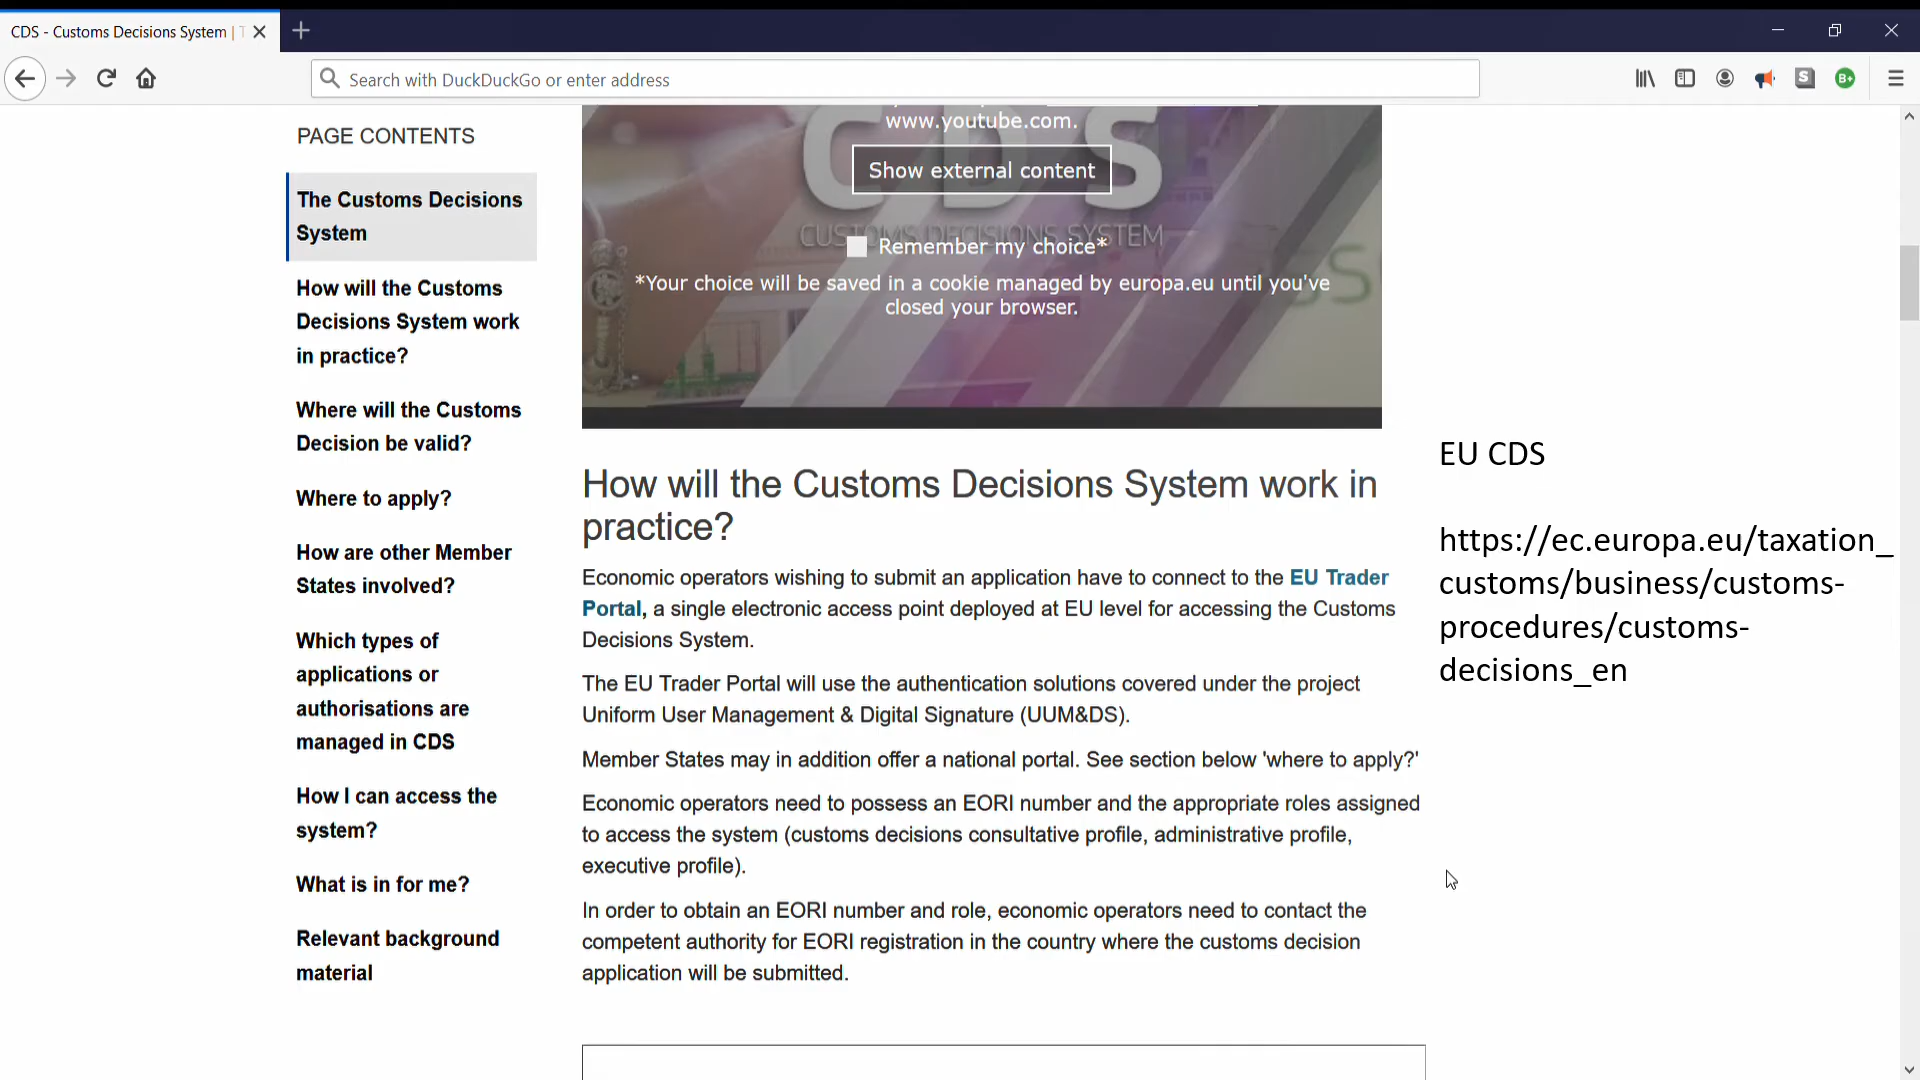 CDS - Customs Decisions System | T
Search with DuckDuckGo or enter address
S
B+
PAGE CONTENTS
The Customs Decisions
System
How will the Customs
Decisions System work
in practice?
Where will the Customs
Decision be valid?
Where to apply?
How are other Member
States involved?
Which types of
applications or
authorisations are
managed in CDS
How I can access the
system?
What is in for me?
Relevant background
material
www.youtube.com.
CDS
Show external content
CUSTOMS DECISIONS SYSTEM
Remember my choice*
*Your choice will be saved in a cookie managed by europa.eu until you've
closed your browser.
How will the Customs Decisions System work in
practice?
Economic operators wishing to submit an application have to connect to the EU Trader
Portal, a single electronic access point deployed at EU level for accessing the Customs
Decisions System.
The EU Trader Portal will use the authentication solutions covered under the project
Uniform User Management & Digital Signature (UUM&DS).
Member States may in addition offer a national portal. See section below 'where to apply?'
Economic operators need to possess an EORI number and the appropriate roles assigned
to access the system (customs decisions consultative profile, administrative profile,
executive profile).
In order to obtain an EORI number and role, economic operators need to contact the
competent authority for EORI registration in the country where the customs decision
application will be submitted.
EU CDS
https://ec.europa.eu/taxation_
customs/business/customs-
procedures/customs-
decisions_en